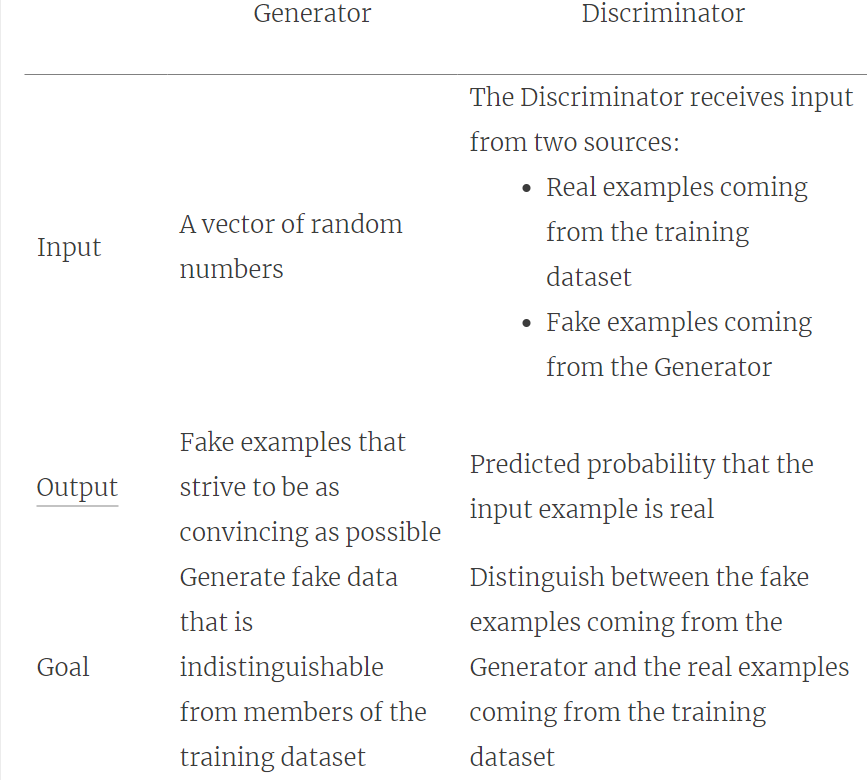 Generator
Discriminator
Input
A vector of random
numbers
The Discriminator receives input
from two sources:
• Real examples coming
from the training
dataset
• Fake examples coming
from the Generator
Output
Fake examples that
strive to be as
convincing as possible
Predicted probability that the
input example is real
Goal
Generate fake data
that is
indistinguishable
from members of the
training dataset
Distinguish between the fake
examples coming from the
Generator and the real examples
coming from the training
dataset